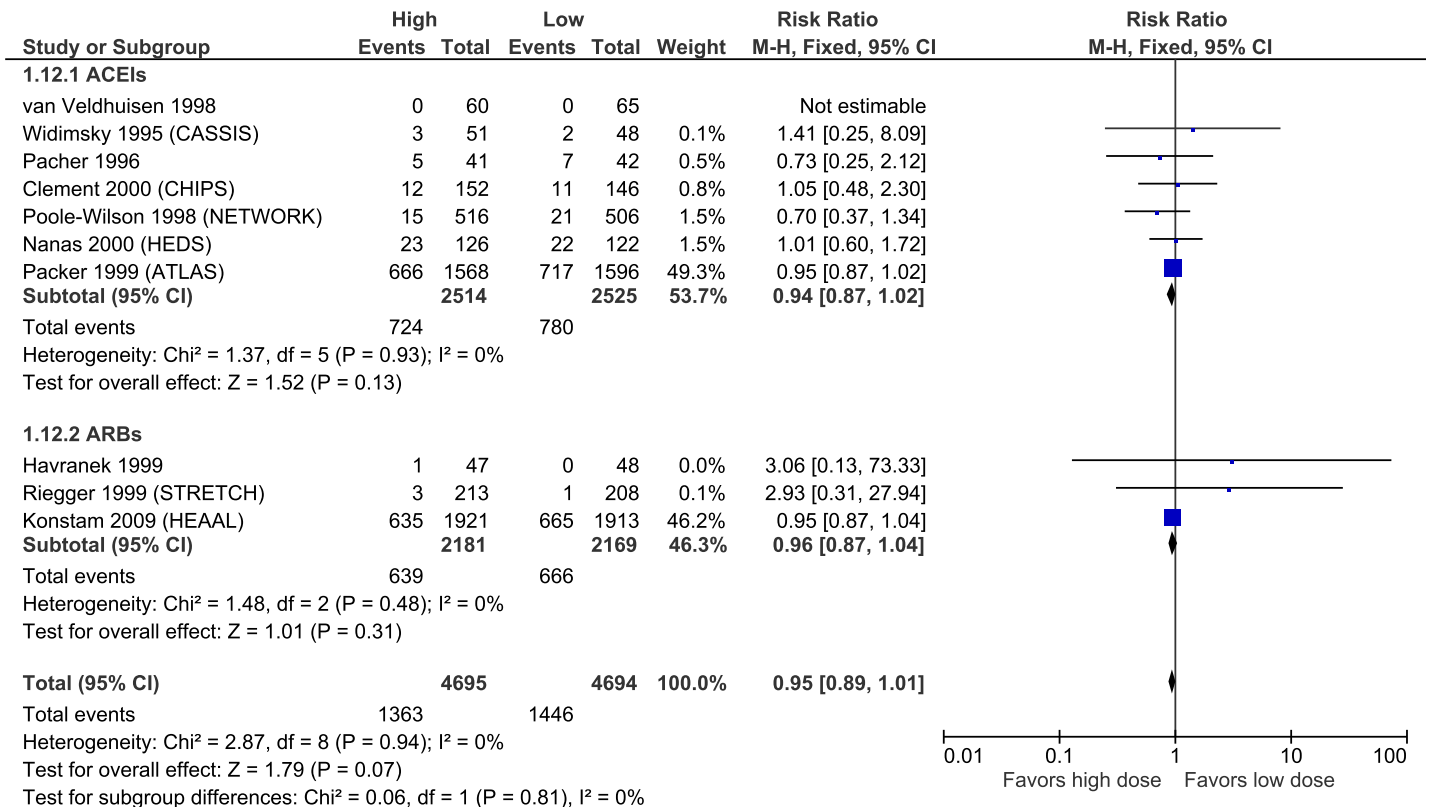 High Low Risk Ratio Risk Ratio
Study or Subgroup Events Total Events Total Weight M-H, Fixed, 95% CI M-H, Fixed, 95% CI
1.12.1 ACEIs
van Veldhuisen 1998 0 60 0 65 Not estimable
Widimsky 1995 (CASSIS) 3 51 2 48 0.1% 1.41 [0.25, 8.09]
Pacher 1996 5 41 7 42 0.5% 0.73 [0.25, 2.12]
Clement 2000 (CHIPS) 12 152 11 146 0.8% 1.05 [0.48, 2.30]
Poole-Wilson 1998 (NETWORK) 15 516 21 506 1.5% 0.70 [0.37, 1.34]
Nanas 2000 (HEDS) 23 126 22 122 1.5% 1.01 [0.60, 1.72]
Packer 1999 (ATLAS) 666 1568 717 1596 49.3% 0.95 [0.87, 1.02]
Subtotal (95% CI) 2514 2525 53.7% 0.94 [0.87, 1.02]
Total events 724 780
Heterogeneity: Chi² = 1.37, df = 5 (P = 0.93); I² = 0%
Test for overall effect: Z = 1.52 (P = 0.13)
1.12.2 ARBs
Havranek 1999 1 47 0 48 0.0% 3.06 [0.13, 73.33]
Riegger 1999 (STRETCH) 3 213 1 208 0.1% 2.93 [0.31, 27.94]
Konstam 2009 (HEAAL) 635 1921 665 1913 46.2% 0.95 [0.87, 1.04]
Subtotal (95% CI) 2181 2169 46.3% 0.96 [0.87, 1.04]
Total events 639 666
Heterogeneity: Chi² = 1.48, df = 2 (P = 0.48); I² = 0%
Test for overall effect: Z = 1.01 (P = 0.31)
Total (95% CI) 4695 4694 100.0% 0.95 [0.89, 1.01]
Total events 1363 1446
Heterogeneity: Chi² = 2.87, df = 8 (P = 0.94); I² = 0%
Test for overall effect: Z = 1.79 (P = 0.07)
Test for subgroup differences: Chi² = 0.06, df = 1 (P = 0.81), I² = 0%
0.01 0.1 1 10 100
Favors high dose Favors low dose